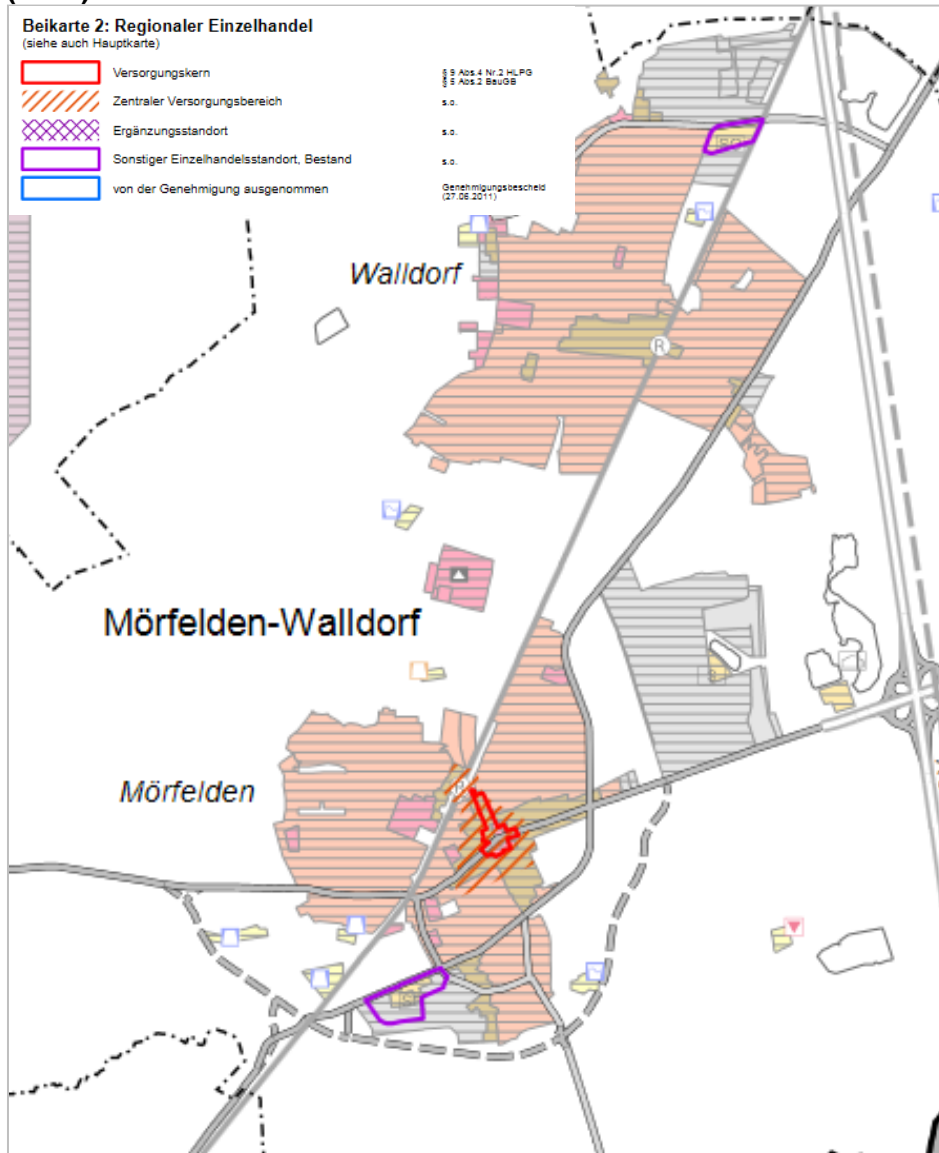 Beikarte 2: Regionaler Einzelhandel
(siehe auch Hauptkarte)
Versorgungskern § 9 Abs.4 Nr.2 HLPG
§ 5 Abs.2 BauGB
Zentraler Versorgungsbereich s.o.
Ergänzungsstandort s.o.
Sonstiger Einzelhandelsstandort, Bestand s.o.
von der Genehmigung ausgenommen Genehmigungsbescheid
(27.06.2011)
Walldorf
R
Mörfelden-Walldorf
Mörfelden